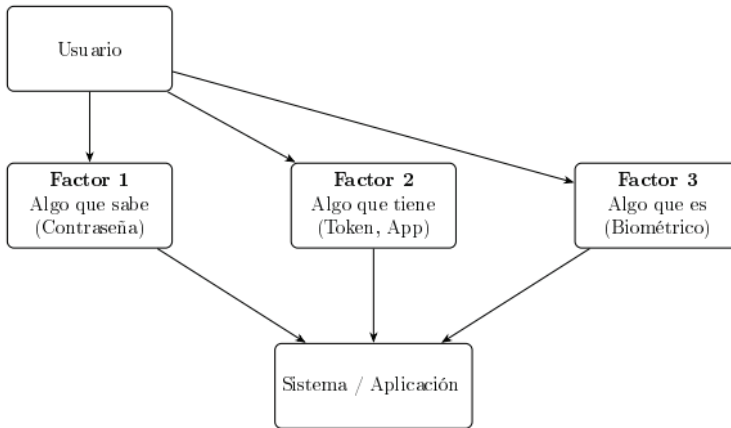 Usuario
Factor 1
Algo que sabe
(Contraseña)
Factor 2
Algo que tiene
(Token, App)
Factor 3
Algo que es
(Biométrico)
Sistema / Aplicación